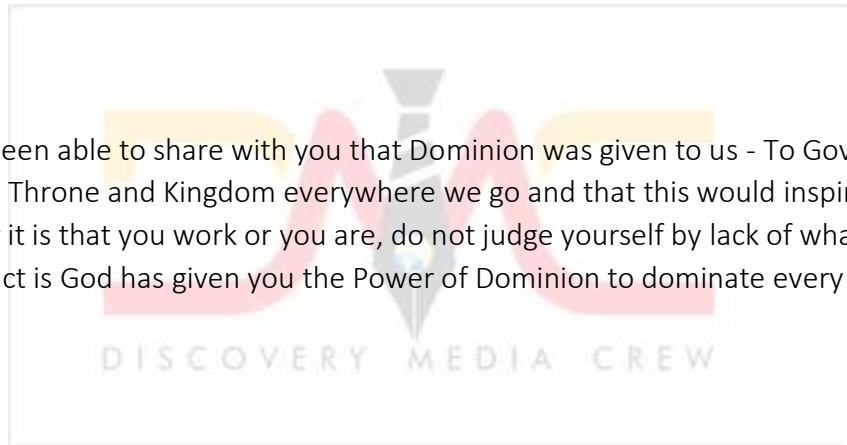 een able to share with you that Dominion was given to us - To Gov
Throne and Kingdom everywhere we go and that this would inspi
it is that you work or you are, do not judge yourself by lack of wha
ct is God has given you the Power of Dominion to dominate every
DMC
DISCOVERY MEDIA CREW